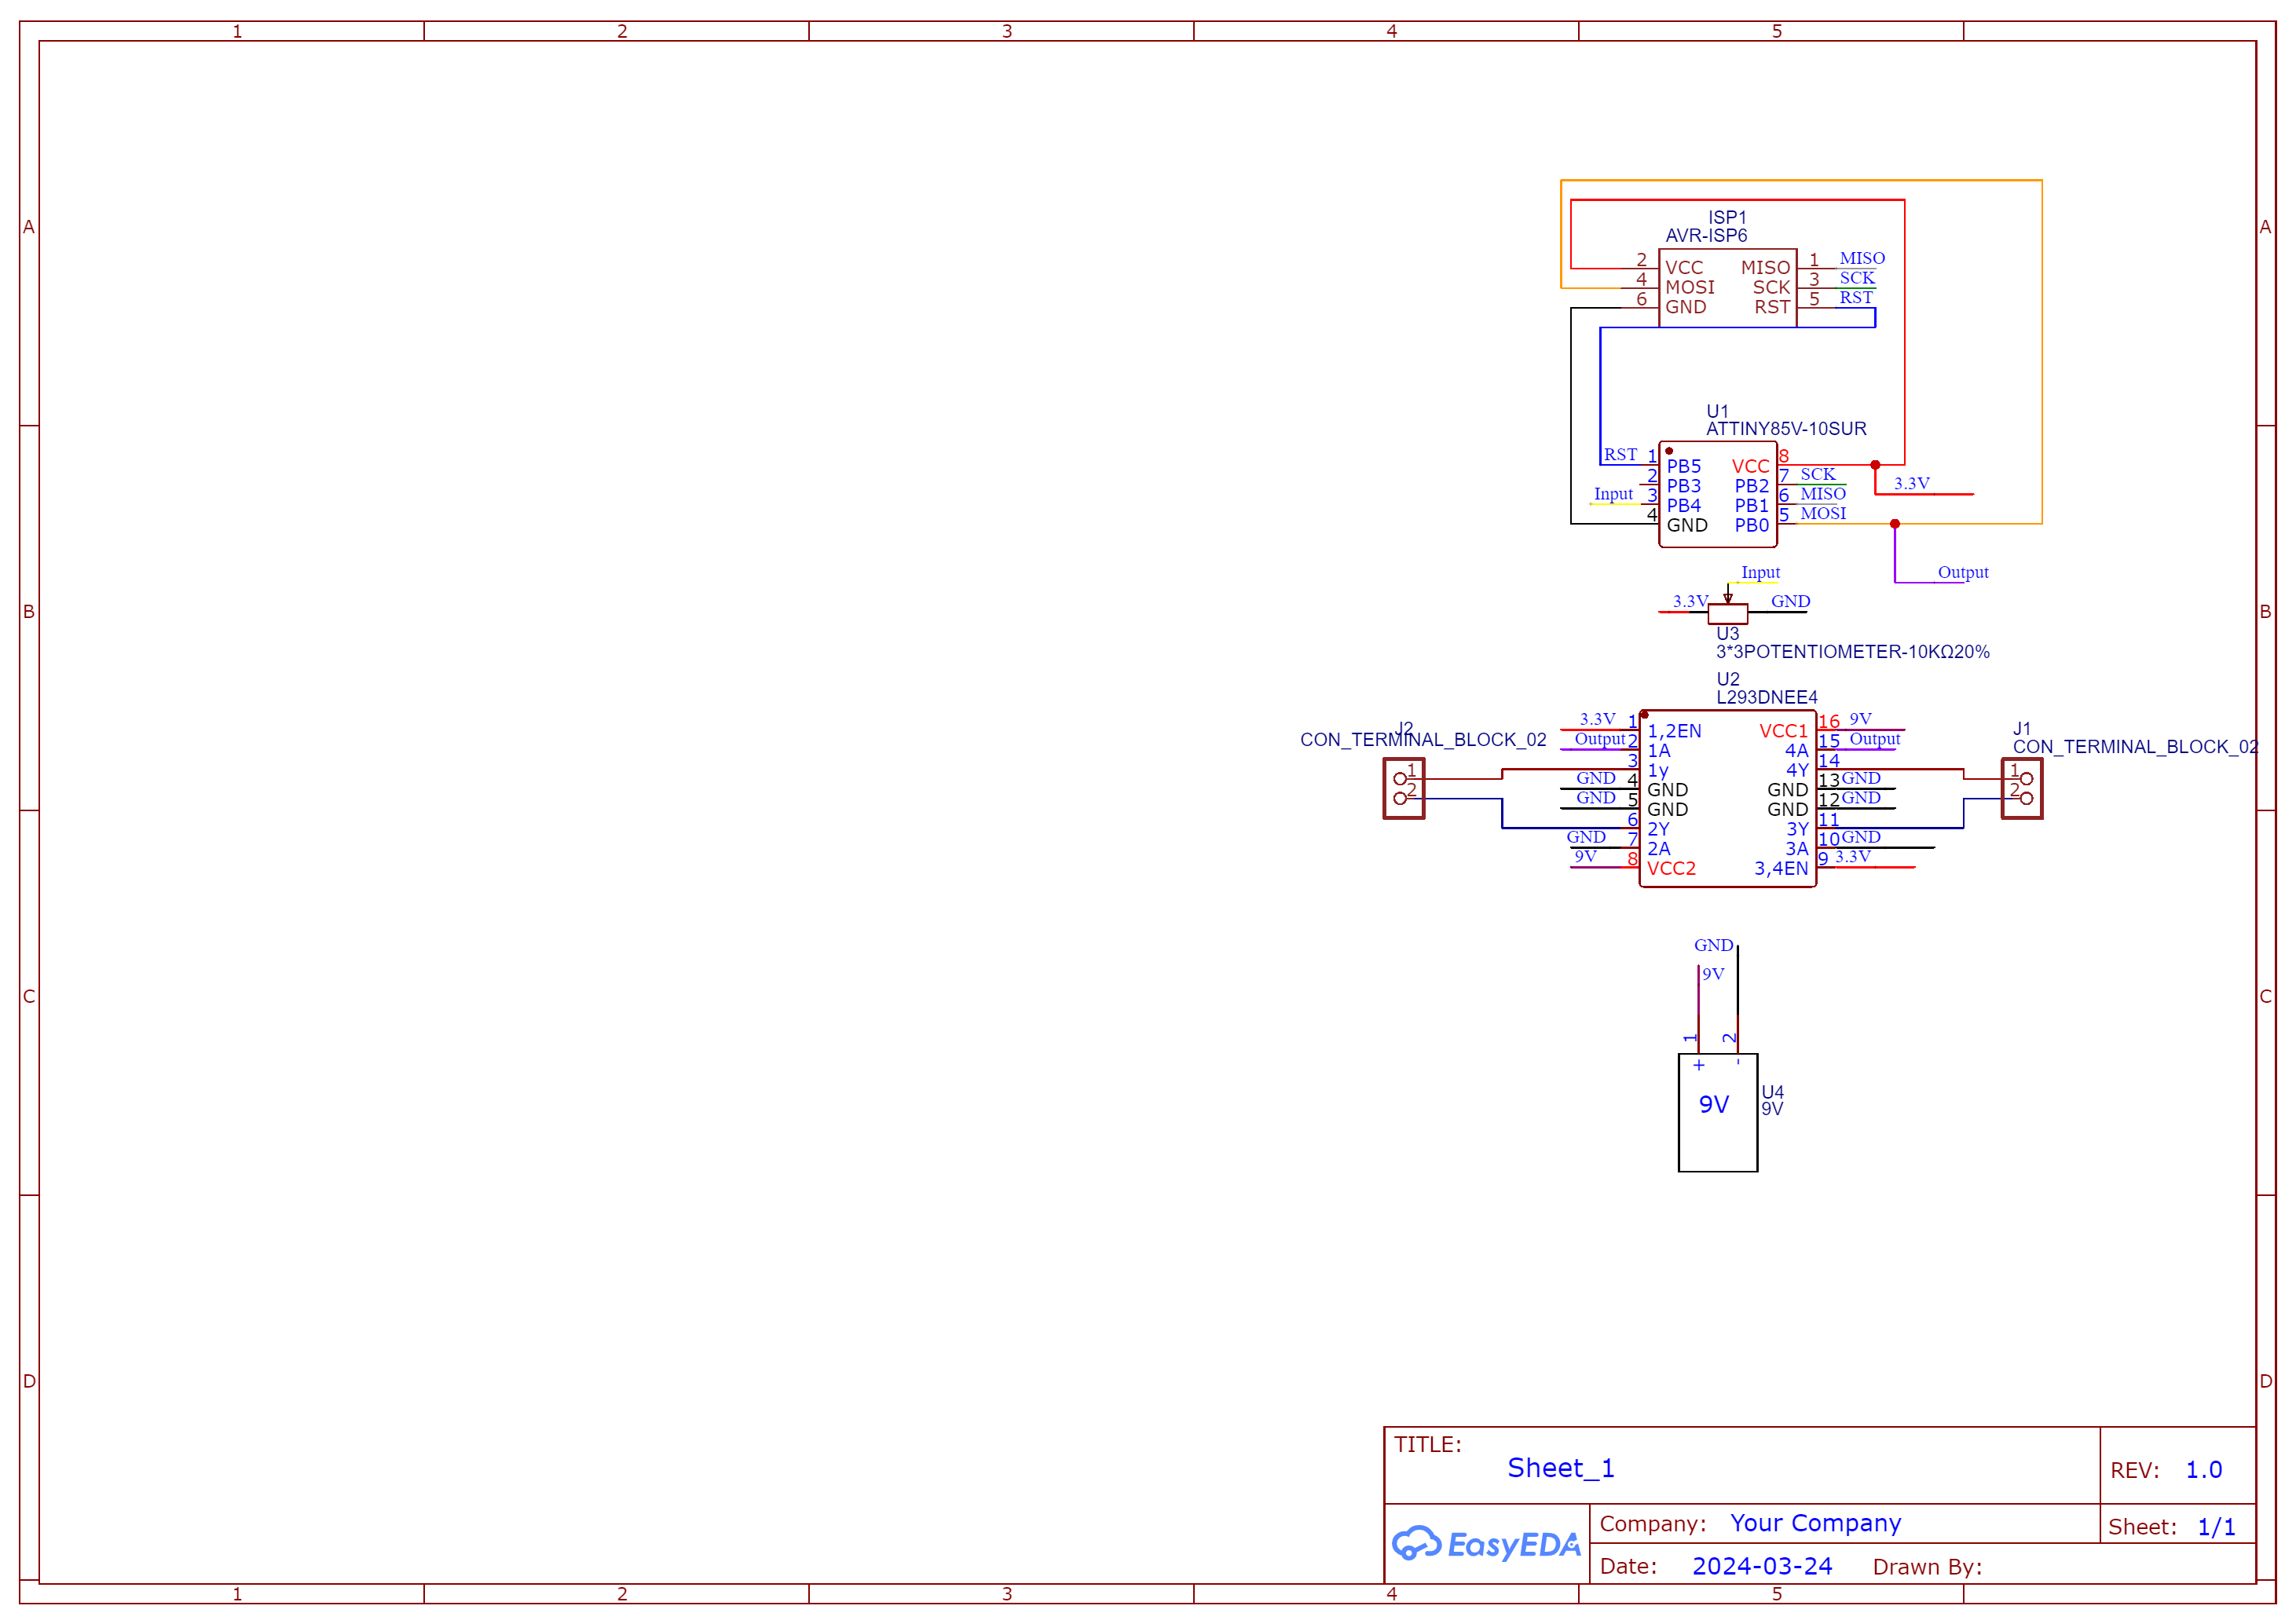 1 2 3 4 5
A A
ISP1
AVR-ISP6
2 VCC MISO 1 MISO
4 MOSI SCK 3 SCK
6 GND RST 5 RST
U1
ATTINY85V-10SUR
RST 1 PB5 VCC 8
2 PB3 PB2 7 SCK
3.3V
Input 3 PB4 PB1 6 MISO
4 GND PB0 5 MOSI
Input
Output
B B
3.3V GND
U3
3*3POTENTIOMETER-10KΩ20%
U2
L293DNEE4
J2
CON_TERMINAL_BLOCK_02
1
2
J1
CON_TERMINAL_BLOCK_02
1
2
3.3V 1 1,2EN VCC1 16 9V
Output 2 1A 4A 15 Output
3 1y 4Y 14
GND 4 GND GND 13 GND
GND 5 GND GND 12 GND
6 2Y 3Y 11
GND 7 2A 3A 10 GND
9V 8 VCC2 3,4EN 9 3.3V
GND
9V
C C
1 2
+ -
9V
U4
9V
D D
TITLE:
Sheet_1
REV: 1.0
EasyEDA
Company: Your Company
Sheet: 1/1
Date: 2024-03-24 Drawn By:
1 2 3 4 5